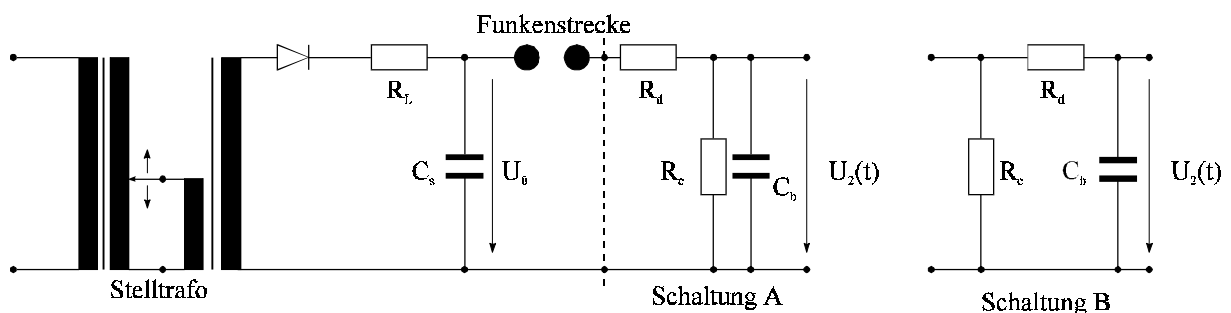 Funkenstrecke
R_L
R_d
R_d
C_s
U_0
R_e
C_b
U_2(t)
R_e
C_b
U_2(t)
Stelltrafo
Schaltung A
Schaltung B